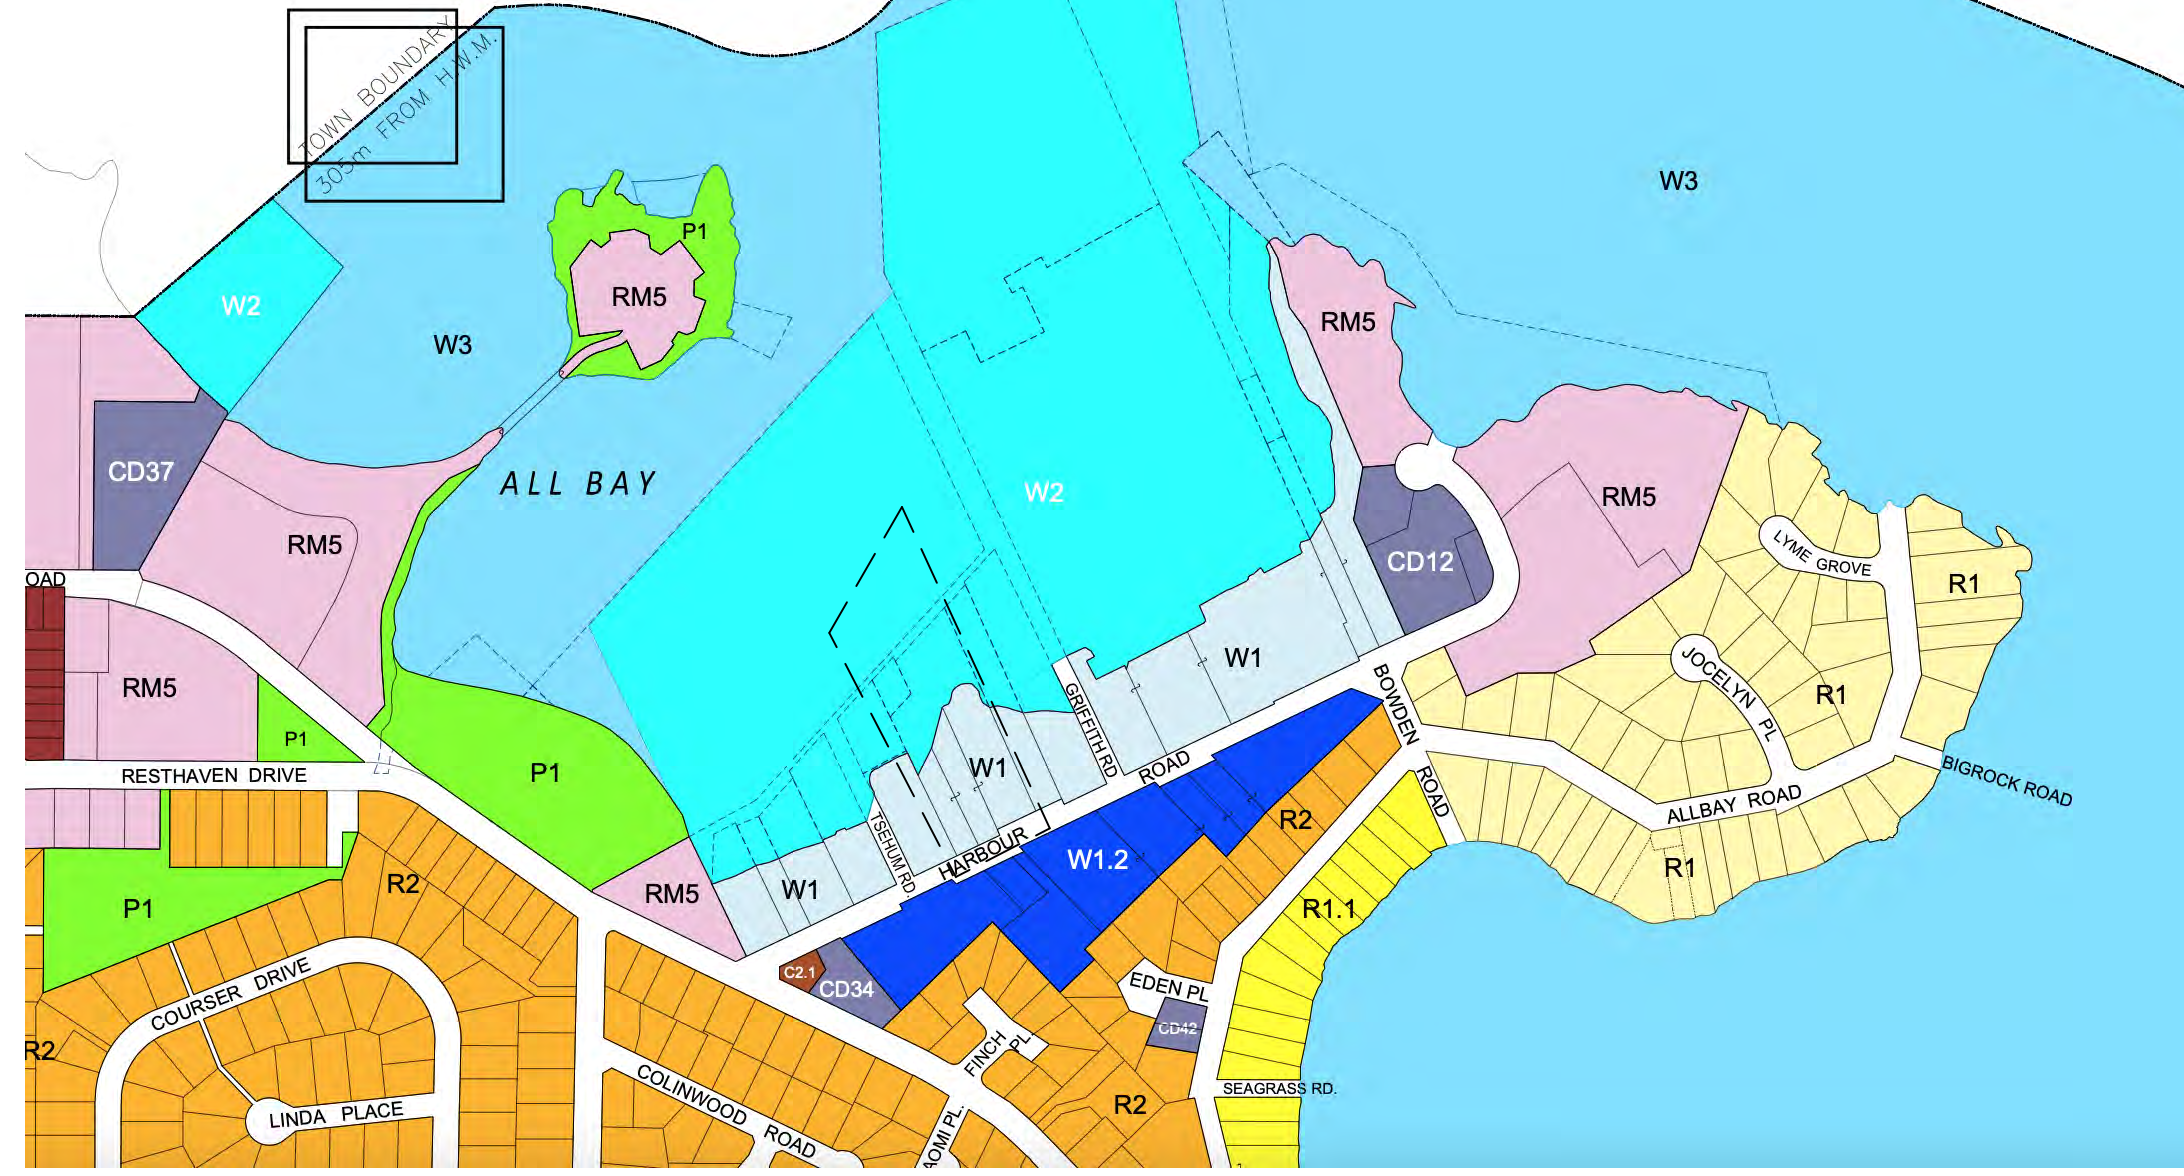 TOWN BOUNDARY
305m FROM H.W.M.
W3
P1
RM5
W2
W3
RM5
CD37
ALL BAY
W2
RM5
RM5
CD12
LYME GROVE
R1
OAD
RM5
W1
JOCELYN PL
R1
GRIFFITH RD
BOWDEN ROAD
P1
RESTHAVEN DRIVE
P1
W1
ROAD
BIGROCK ROAD
ALLBAY ROAD
TSEHUM RD.
HARBOUR
R2
W1.2
R1
R2
RM5
W1
P1
R1.1
C2.1
CD34
EDEN PL
COURSER DRIVE
CD42
R2
FINCH PL
SEAGRASS RD.
LINDA PLACE
COLINWOOD ROAD
R2
AOMI PL.